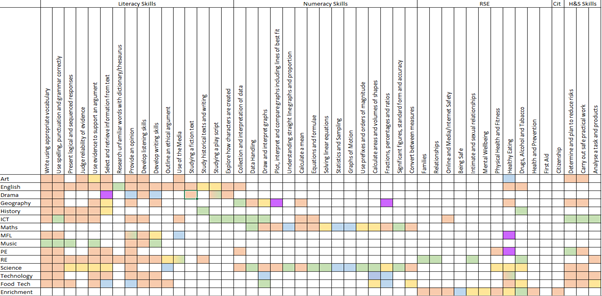 Literacy Skills
Numeracy Skills
RSE
Cit
H&S Skills
Write using appropriate vocabulary
Use spelling, punctuation and grammar correctly
Present logical and sequenced responses
Judge reliability of evidence
Use evidence to support an argument
Select and retrieve information from text
Research unfamiliar words with dictionary/thesaurus
Provide an opinion
Develop listening skills
Develop writing skills
Outline an ethical argument
Use of the Media
Studying a fiction text
Study historical texts and writing
Studying a play script
Explore how characters are created
Collection and interpretation of data
Data handling
Draw and interpret graphs
Plot, interpret and compare graphs including lines of best fit
Understanding straight line graphs and proportion
Calculate a mean
Equations and formulae
Solving linear equations
Statistics and Sampling
Graphs of Motion
Use prefixes and orders of magnitude
Calculate areas and volumes of shapes
Fractions, percentages and ratios
Significant figures, standard form and accuracy
Convert between measures
Families
Relationships
Online and Media/Internet Safety
Being Safe
Intimate and sexual relationships
Mental Wellbeing
Physical Health and Fitness
Healthy Eating
Drugs, Alcohol and Tobacco
Health and Prevention
First Aid
Citizenship
Determine and plan to reduce risks
Carry out safe practical work
Analyse a task and products
Art
English
Drama
Geography
History
ICT
Maths
MFL
Music
PE
RE
Science
Technology
Food Tech
Enrichment